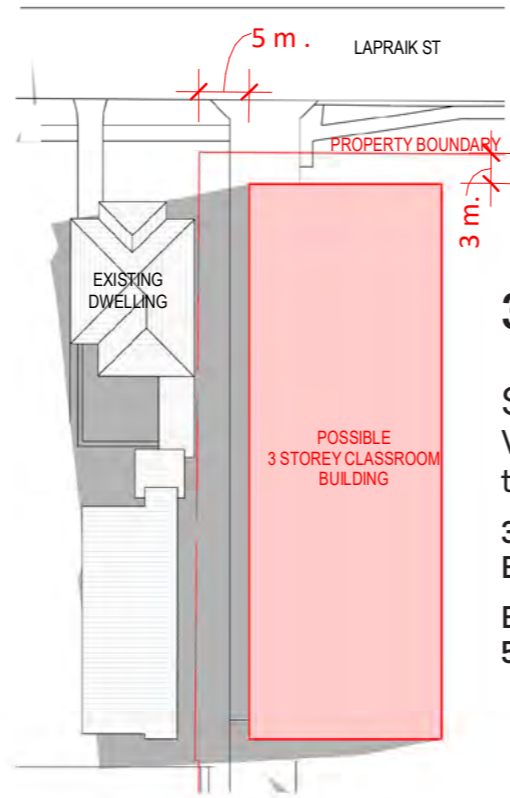 5 m .
LAPRAIK ST
PROPERTY BOUNDARY
3 m.
EXISTING
DWELLING
POSSIBLE
3 STOREY CLASSROOM
BUILDING